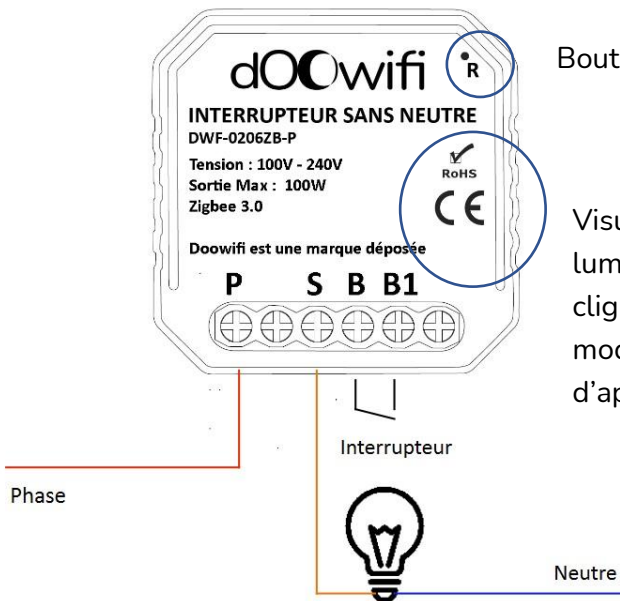 dOOwifi
R
Bout
INTERRUPTEUR SANS NEUTRE
DWF-0206ZB-P
Tension : 100V - 240V
Sortie Max : 100W
Zigbee 3.0
RoHS
CE
Doowifi est une marque déposée
Visu
lum
clig
mod
d'ap
P S B B1
Interrupteur
Phase
Neutre